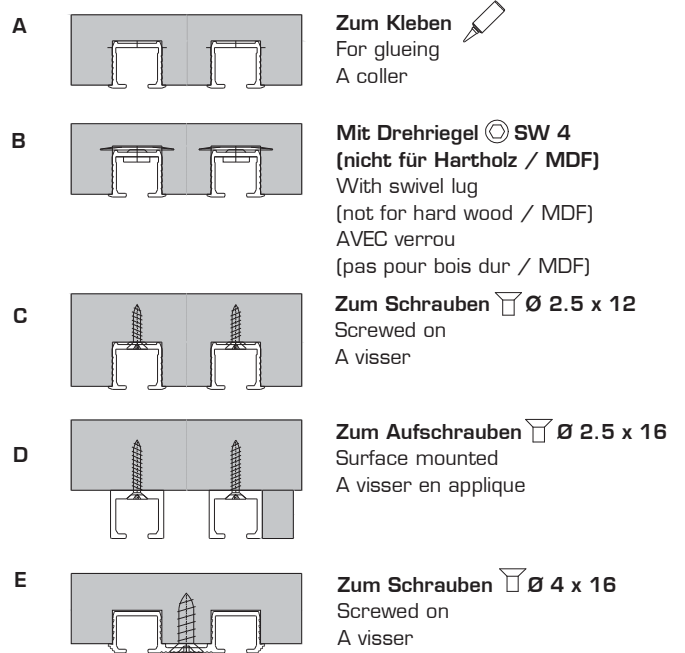 A
Zum Kleben
For glueing
A coller
B
Mit Drehriegel SW 4
(nicht für Hartholz / MDF)
With swivel lug
(not for hard wood / MDF)
AVEC verrou
(pas pour bois dur / MDF)
C
Zum Schrauben Ø 2.5 x 12
Screwed on
A visser
D
Zum Aufschrauben Ø 2.5 x 16
Surface mounted
A visser en applique
E
Zum Schrauben Ø 4 x 16
Screwed on
A visser